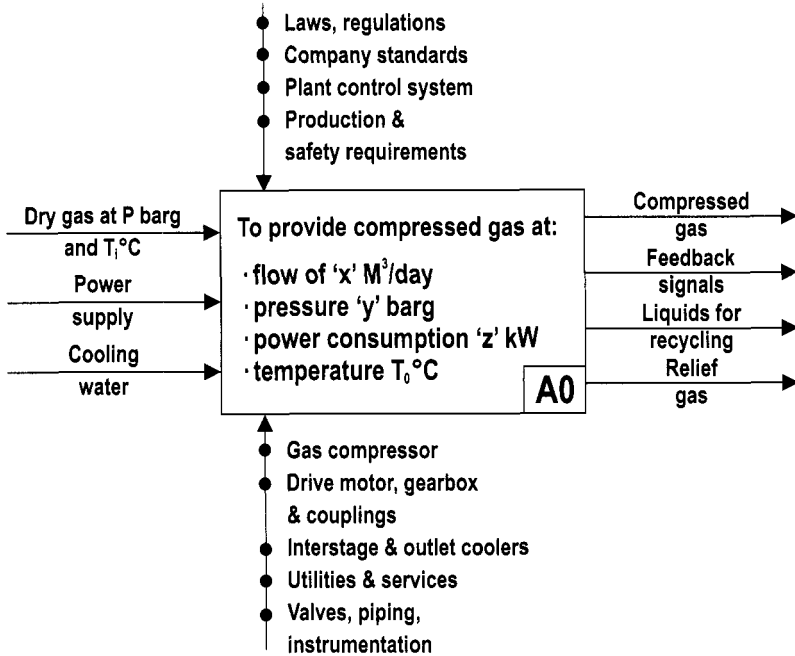 Laws, regulations
Company standards
Plant control system
Production &
safety requirements
Dry gas at P barg
and Tᵢ°C
Power
supply
Cooling
water
To provide compressed gas at:
· flow of ‘x’ M³/day
· pressure ‘y’ barg
· power consumption ‘z’ kW
· temperature T₀°C
A0
Compressed
gas
Feedback
signals
Liquids for
recycling
Relief
gas
Gas compressor
Drive motor, gearbox
& couplings
Interstage & outlet coolers
Utilities & services
Valves, piping,
instrumentation